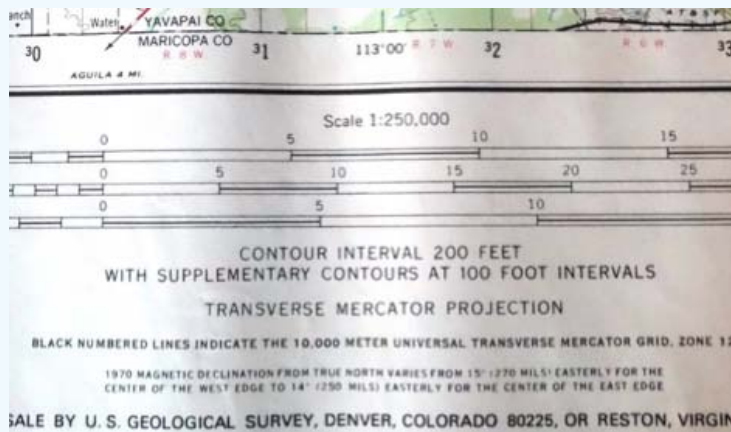 anch
Water YAVAPAI CO
MARICOPA CO
R 8 W R 7 W R 6 W
30 31 113°00' 32 33
AGUILA 4 MI.
Scale 1:250,000
0 5 10 15
0 5 10 15 20 25
0 5 10
CONTOUR INTERVAL 200 FEET
WITH SUPPLEMENTARY CONTOURS AT 100 FOOT INTERVALS
TRANSVERSE MERCATOR PROJECTION
BLACK NUMBERED LINES INDICATE THE 10,000 METER UNIVERSAL TRANSVERSE MERCATOR GRID, ZONE 12
1970 MAGNETIC DECLINATION FROM TRUE NORTH VARIES FROM 15° (270 MILS) EASTERLY FOR THE
CENTER OF THE WEST EDGE TO 14° (250 MILS) EASTERLY FOR THE CENTER OF THE EAST EDGE
SALE BY U. S. GEOLOGICAL SURVEY, DENVER, COLORADO 80225, OR RESTON, VIRGIN